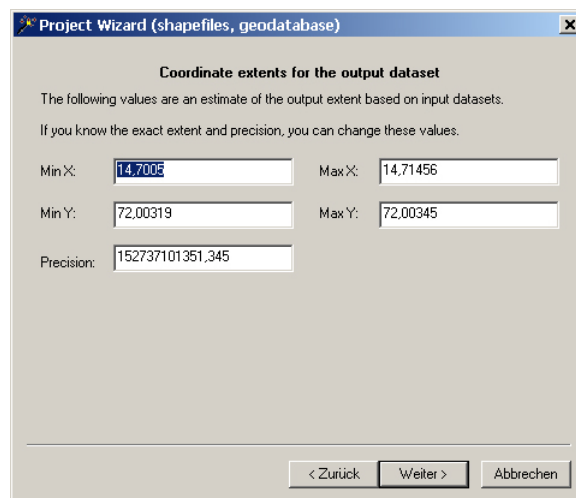 Project Wizard (shapefiles, geodatabase)
Coordinate extents for the output dataset
The following values are an estimate of the output extent based on input datasets.
If you know the exact extent and precision, you can change these values.
Min X: 14,7005 Max X: 14,71456
Min Y: 72,00319 Max Y: 72,00345
Precision: 152737101351,345
< Zurück Weiter > Abbrechen